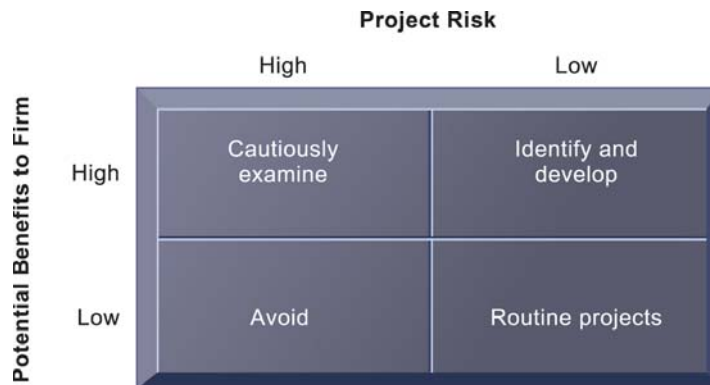 Project Risk
High Low
Potential Benefits to Firm
High
Cautiously
examine
Identify and
develop
Low
Avoid
Routine projects